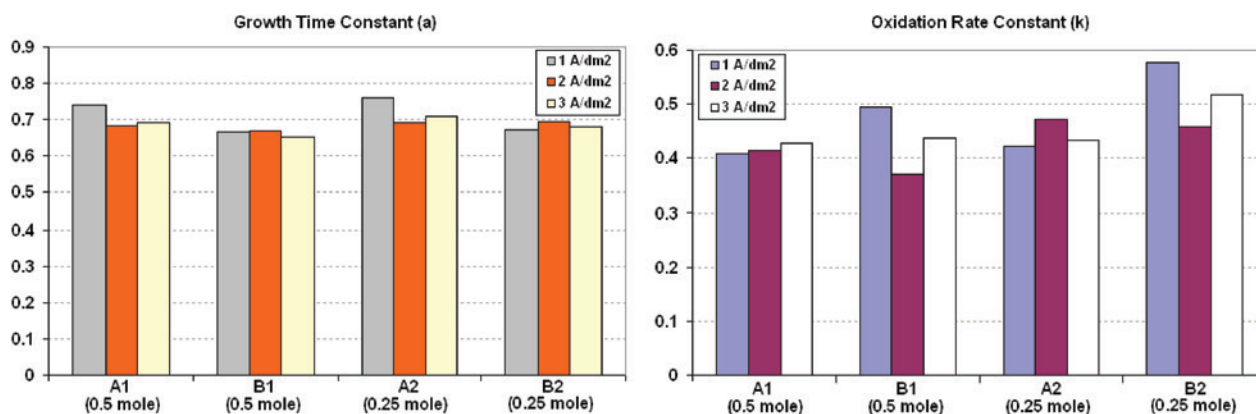 Growth Time Constant (a)
0.9
0.8
0.7
0.6
0.5
0.4
0.3
0.2
0.1
0
1 A/dm2
2 A/dm2
3 A/dm2
A1
(0.5 mole)
B1
(0.5 mole)
A2
(0.25 mole)
B2
(0.25 mole)
Oxidation Rate Constant (k)
0.6
0.5
0.4
0.3
0.2
0.1
0
1 A/dm2
2 A/dm2
3 A/dm2
A1
(0.5 mole)
B1
(0.5 mole)
A2
(0.25 mole)
B2
(0.25 mole)